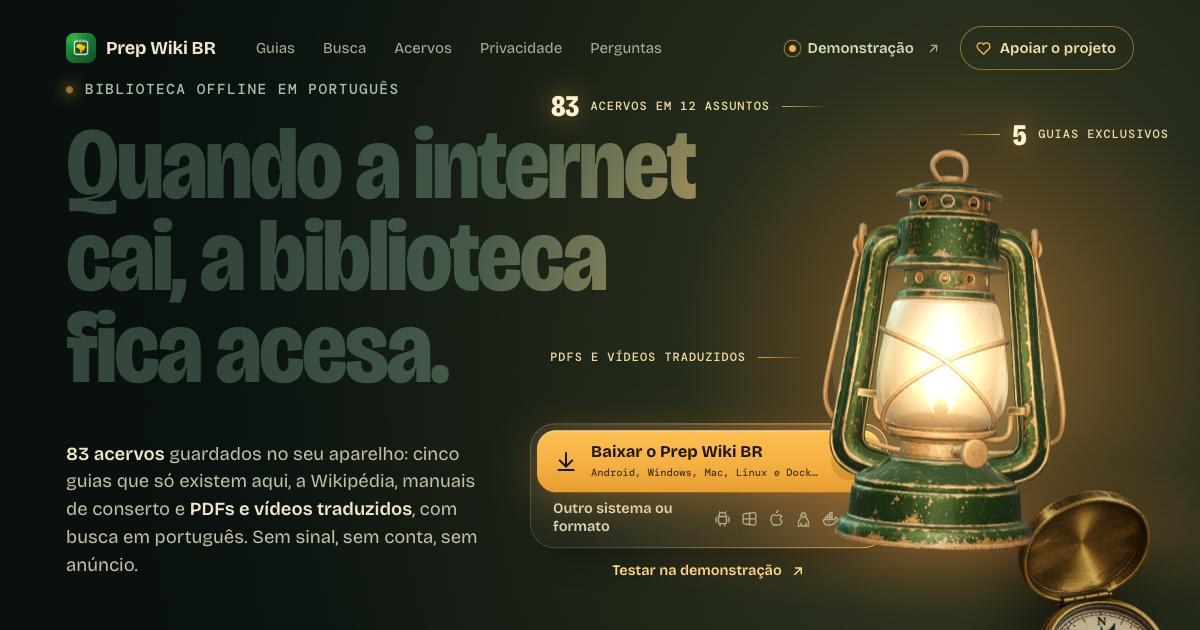 Prep Wiki BR
Guias
Busca
Acervos
Privacidade
Perguntas
Demonstração
Apoiar o projeto
BIBLIOTECA OFFLINE EM PORTUGUÊS
83 ACERVOS EM 12 ASSUNTOS
5 GUIAS EXCLUSIVOS
Quando a internet
cai, a biblioteca
fica acesa.
PDFS E VÍDEOS TRADUZIDOS
83 acervos guardados no seu aparelho: cinco
guias que só existem aqui, a Wikipédia, manuais
de conserto e PDFs e vídeos traduzidos, com
busca em português. Sem sinal, sem conta, sem
anúncio.
Baixar o Prep Wiki BR
Android, Windows, Mac, Linux e Dock…
Outro sistema ou
formato
Testar na demonstração
N